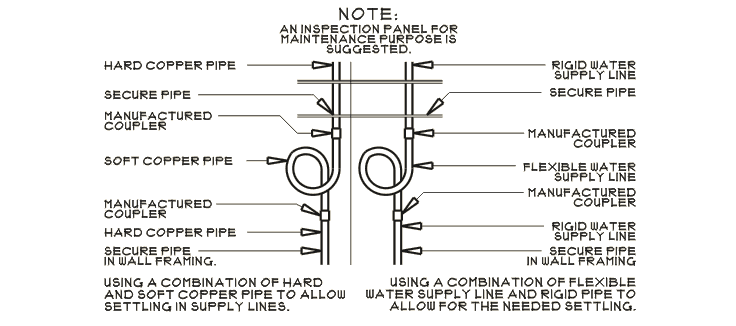 NOTE:
AN INSPECTION PANEL FOR
MAINTENANCE PURPOSE IS
SUGGESTED.
HARD COPPER PIPE
SECURE PIPE
MANUFACTURED
COUPLER
SOFT COPPER PIPE
MANUFACTURED
COUPLER
HARD COPPER PIPE
SECURE PIPE
IN WALL FRAMING.
USING A COMBINATION OF HARD
AND SOFT COPPER PIPE TO ALLOW
SETTLING IN SUPPLY LINES.
RIGID WATER
SUPPLY LINE
SECURE PIPE
MANUFACTURED
COUPLER
FLEXIBLE WATER
SUPPLY LINE
MANUFACTURED
COUPLER
RIGID WATER
SUPPLY LINE
SECURE PIPE
IN WALL FRAMING
USING A COMBINATION OF FLEXIBLE
WATER SUPPLY LINE AND RIGID PIPE TO
ALLOW FOR THE NEEDED SETTLING.